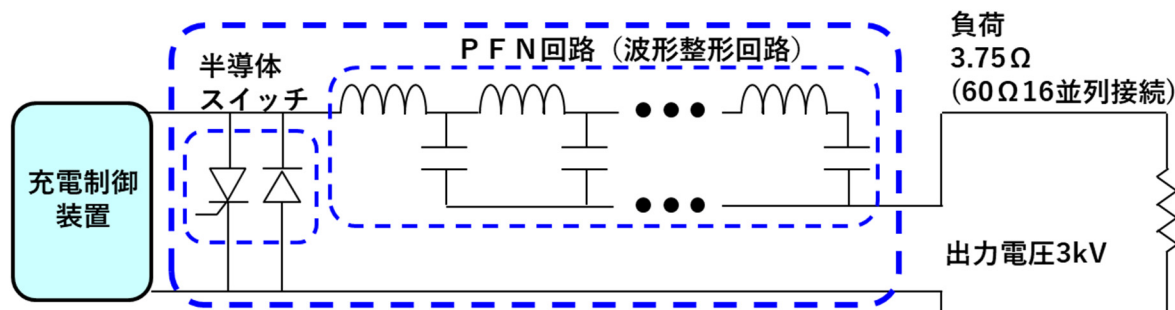 ＰＦＮ回路（波形整形回路）
半導体
スイッチ
充電制御
装置
負荷
3.75Ω
(60Ω16並列接続)
出力電圧3kV